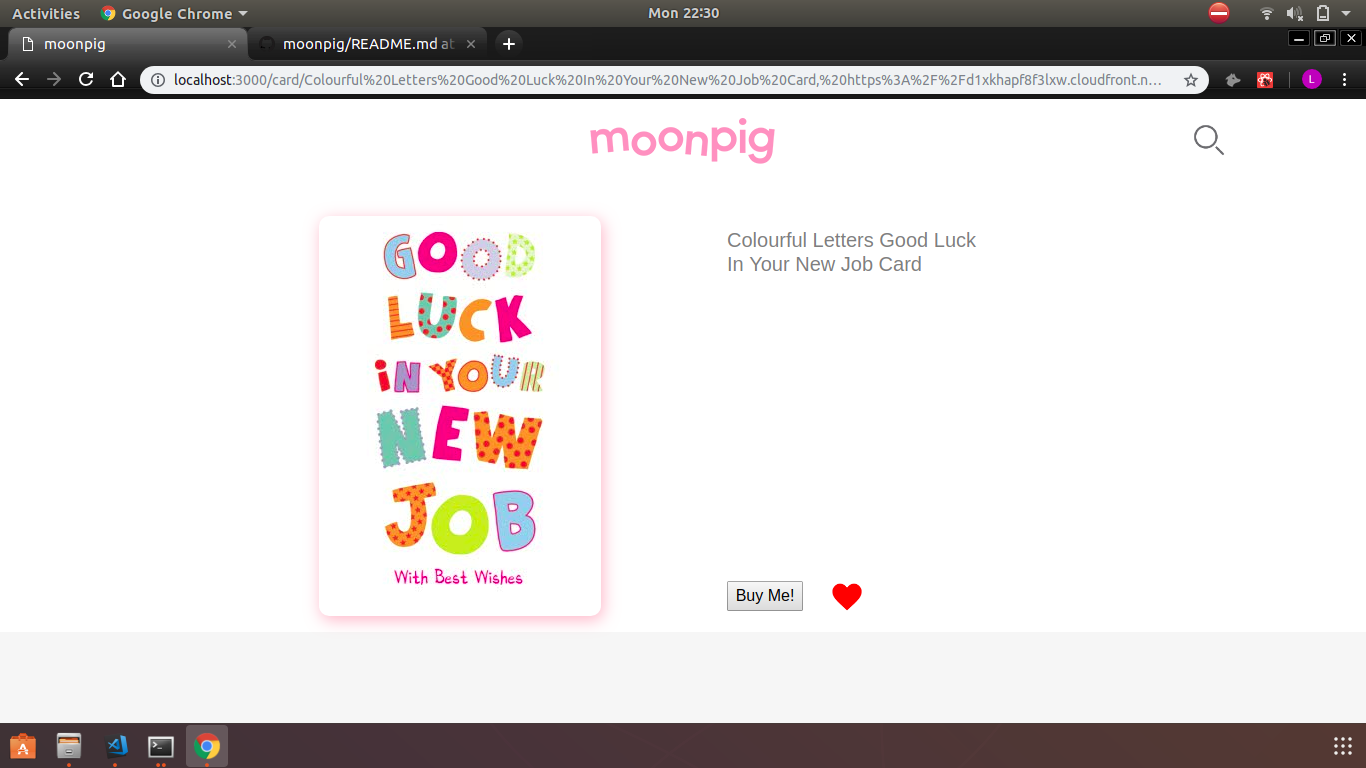 Activities
Google Chrome
Mon 22:30
moonpig
moonpig/README.md at
localhost:3000/card/Colourful%20Letters%20Good%20Luck%20In%20Your%20New%20Job%20Card,%20https%3A%2F%2Fd1xkhapf8f3lxw.cloudfront.n…
L
moonpig
GOOD
LUCK
iN YOUR
NEW
JOB
With Best Wishes
Colourful Letters Good Luck
In Your New Job Card
Buy Me!